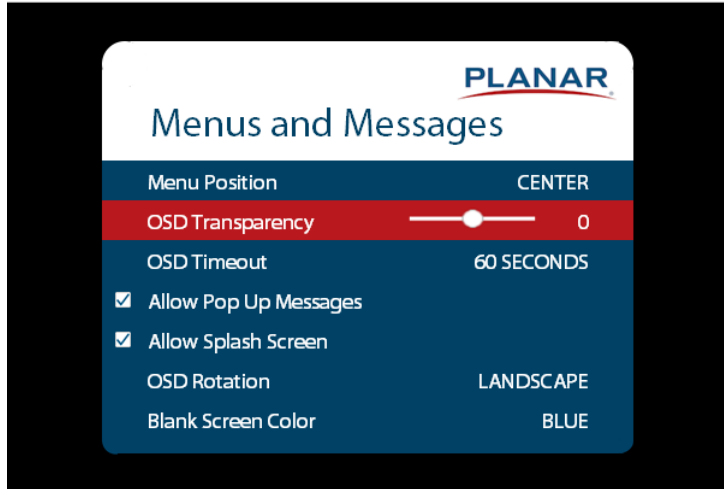 PLANAR
Menus and Messages
Menu Position CENTER
OSD Transparency 0
OSD Timeout 60 SECONDS
Allow Pop Up Messages
Allow Splash Screen
OSD Rotation LANDSCAPE
Blank Screen Color BLUE